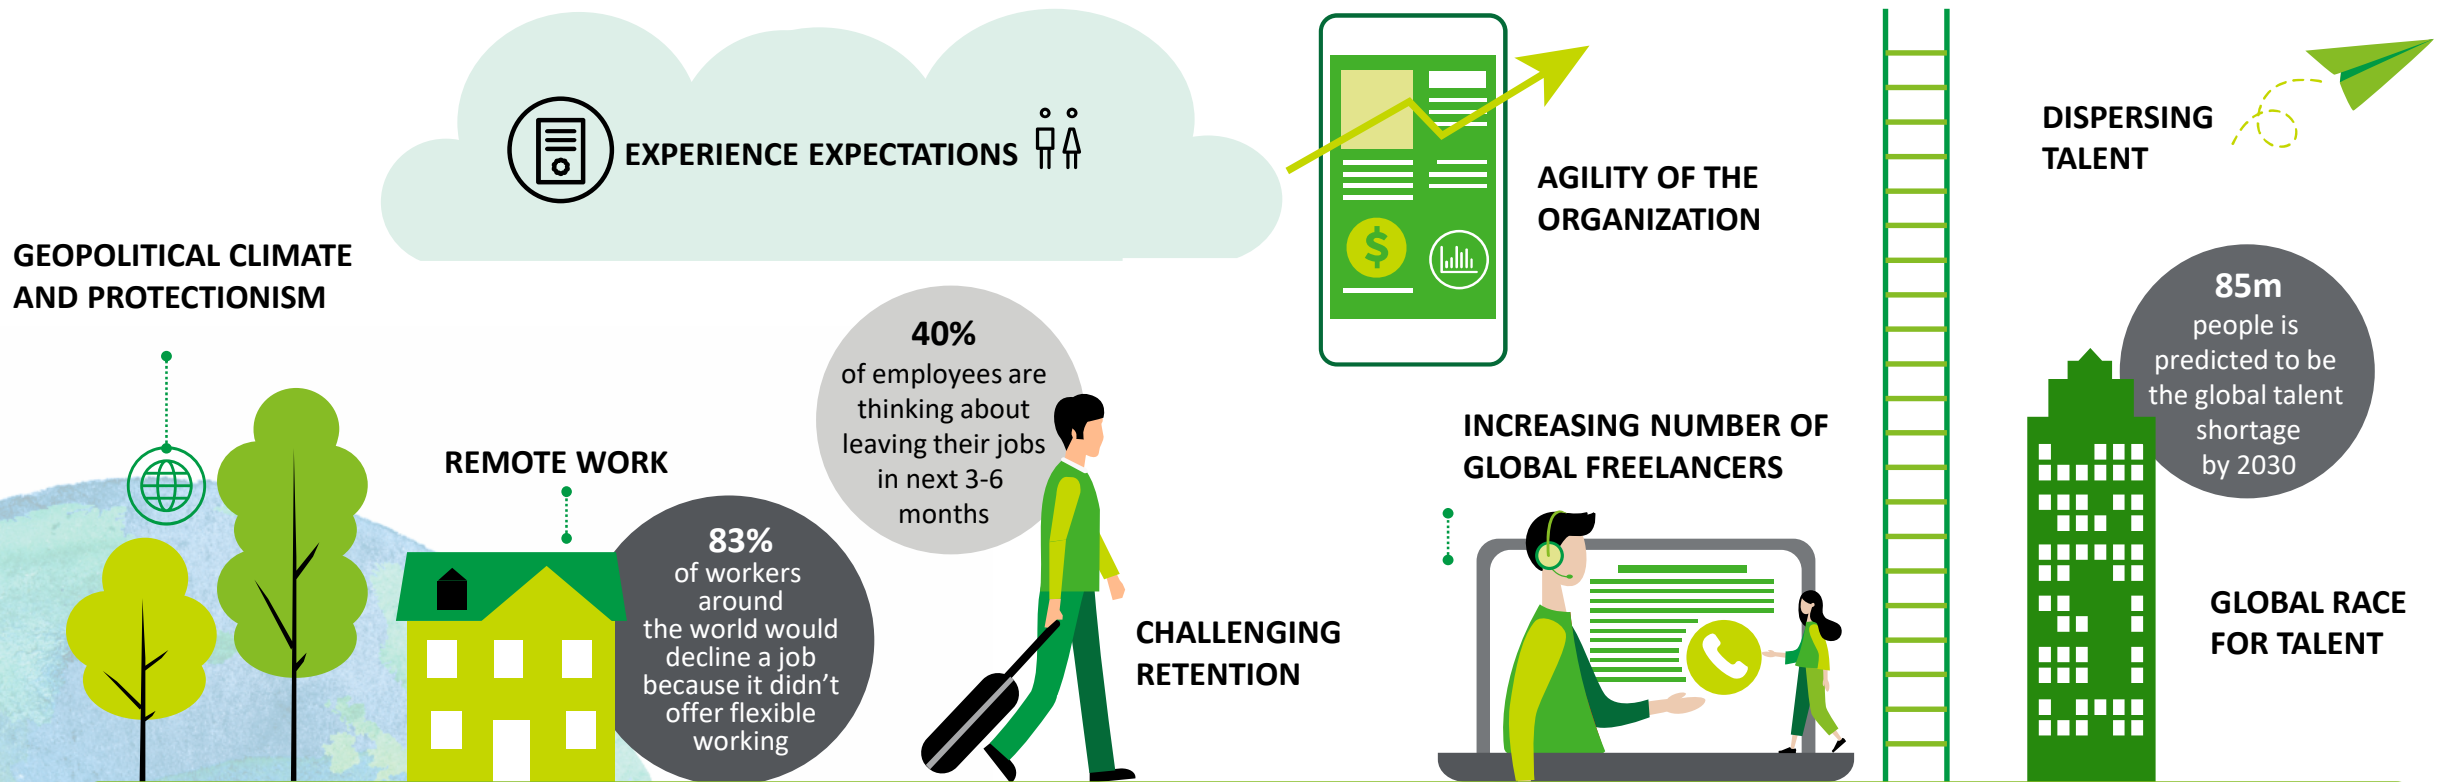 EXPERIENCE EXPECTATIONS
GEOPOLITICAL CLIMATE
AND PROTECTIONISM
REMOTE WORK
83%
of workers
around
the world would
decline a job
because it didn’t
offer flexible
working
40%
of employees are
thinking about
leaving their jobs
in next 3-6
months
CHALLENGING
RETENTION
$
AGILITY OF THE
ORGANIZATION
INCREASING NUMBER OF
GLOBAL FREELANCERS
DISPERSING
TALENT
85m
people is
predicted to be
the global talent
shortage
by 2030
GLOBAL RACE
FOR TALENT